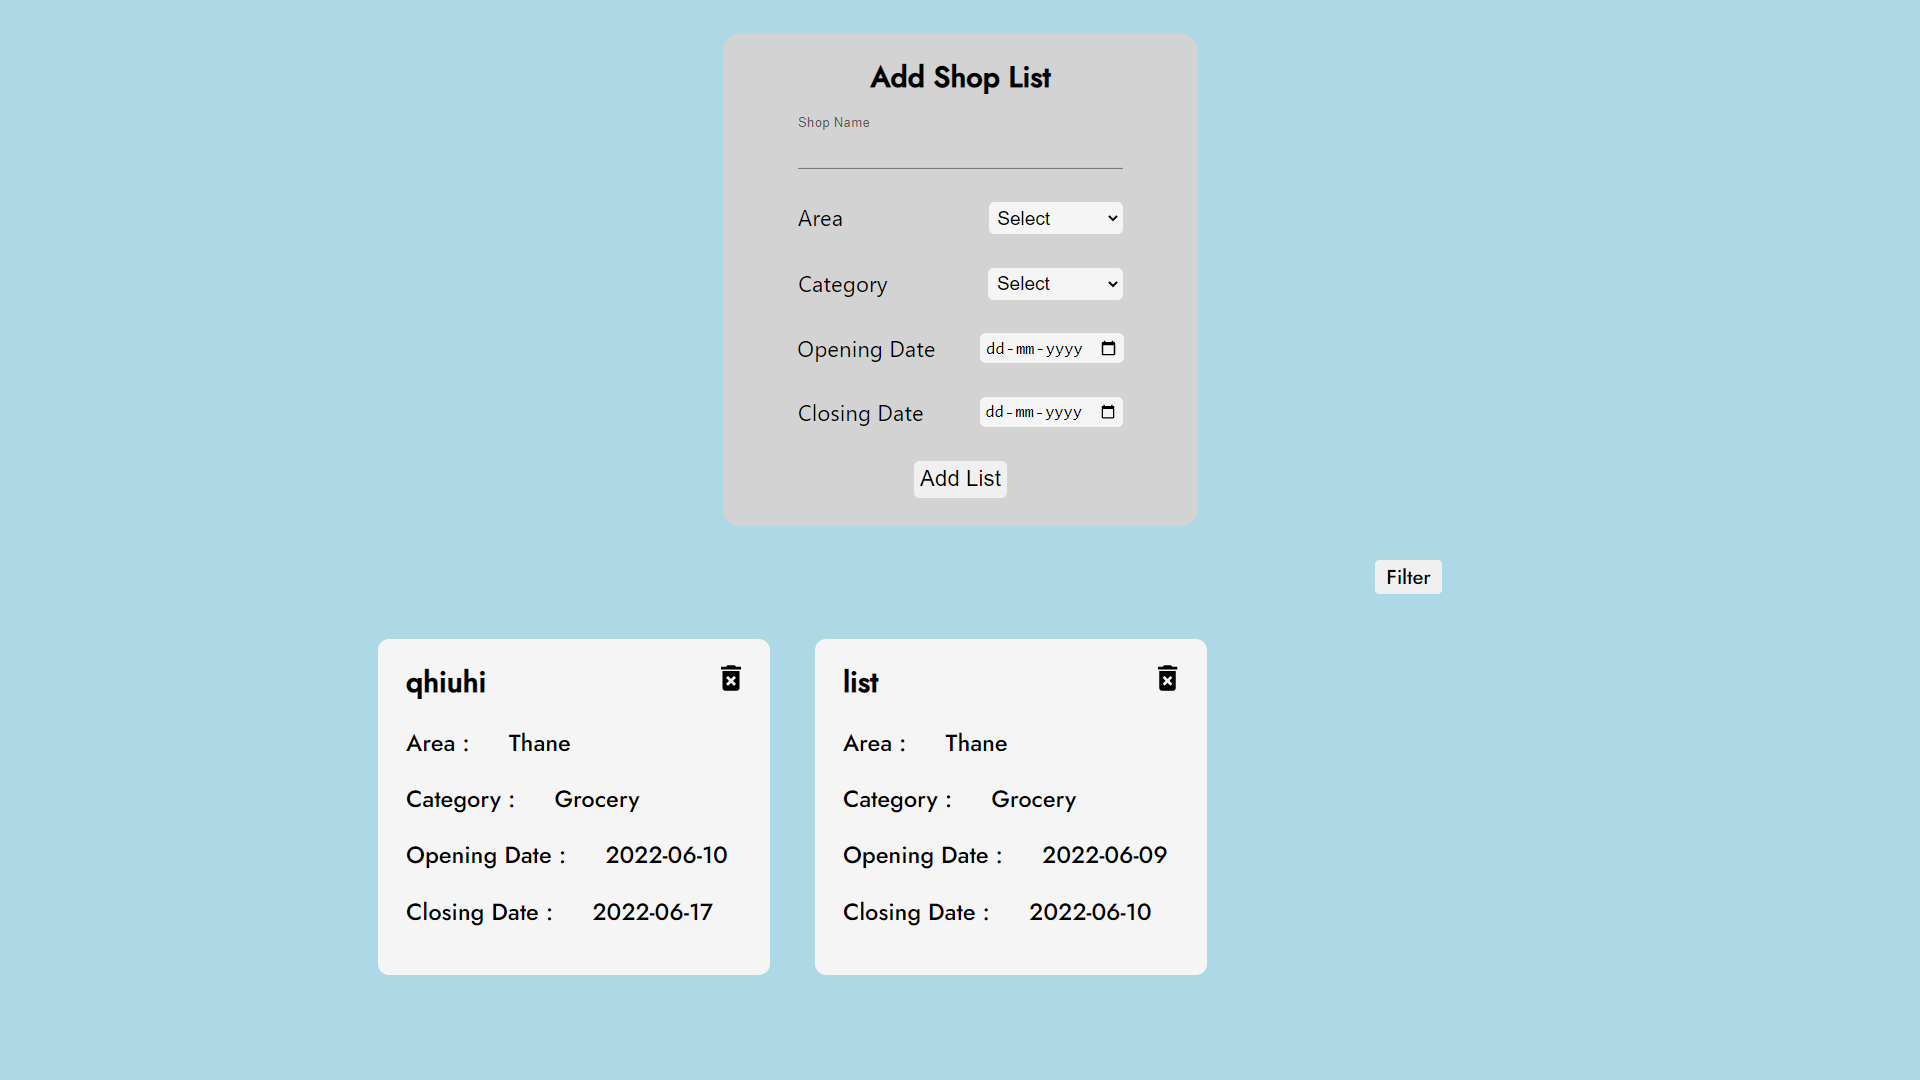 Add Shop List
Shop Name
Area Select
Category Select
Opening Date dd-mm-yyyy
Closing Date dd-mm-yyyy
Add List
Filter
qhiuhi
Area : Thane
Category : Grocery
Opening Date : 2022-06-10
Closing Date : 2022-06-17
list
Area : Thane
Category : Grocery
Opening Date : 2022-06-09
Closing Date : 2022-06-10